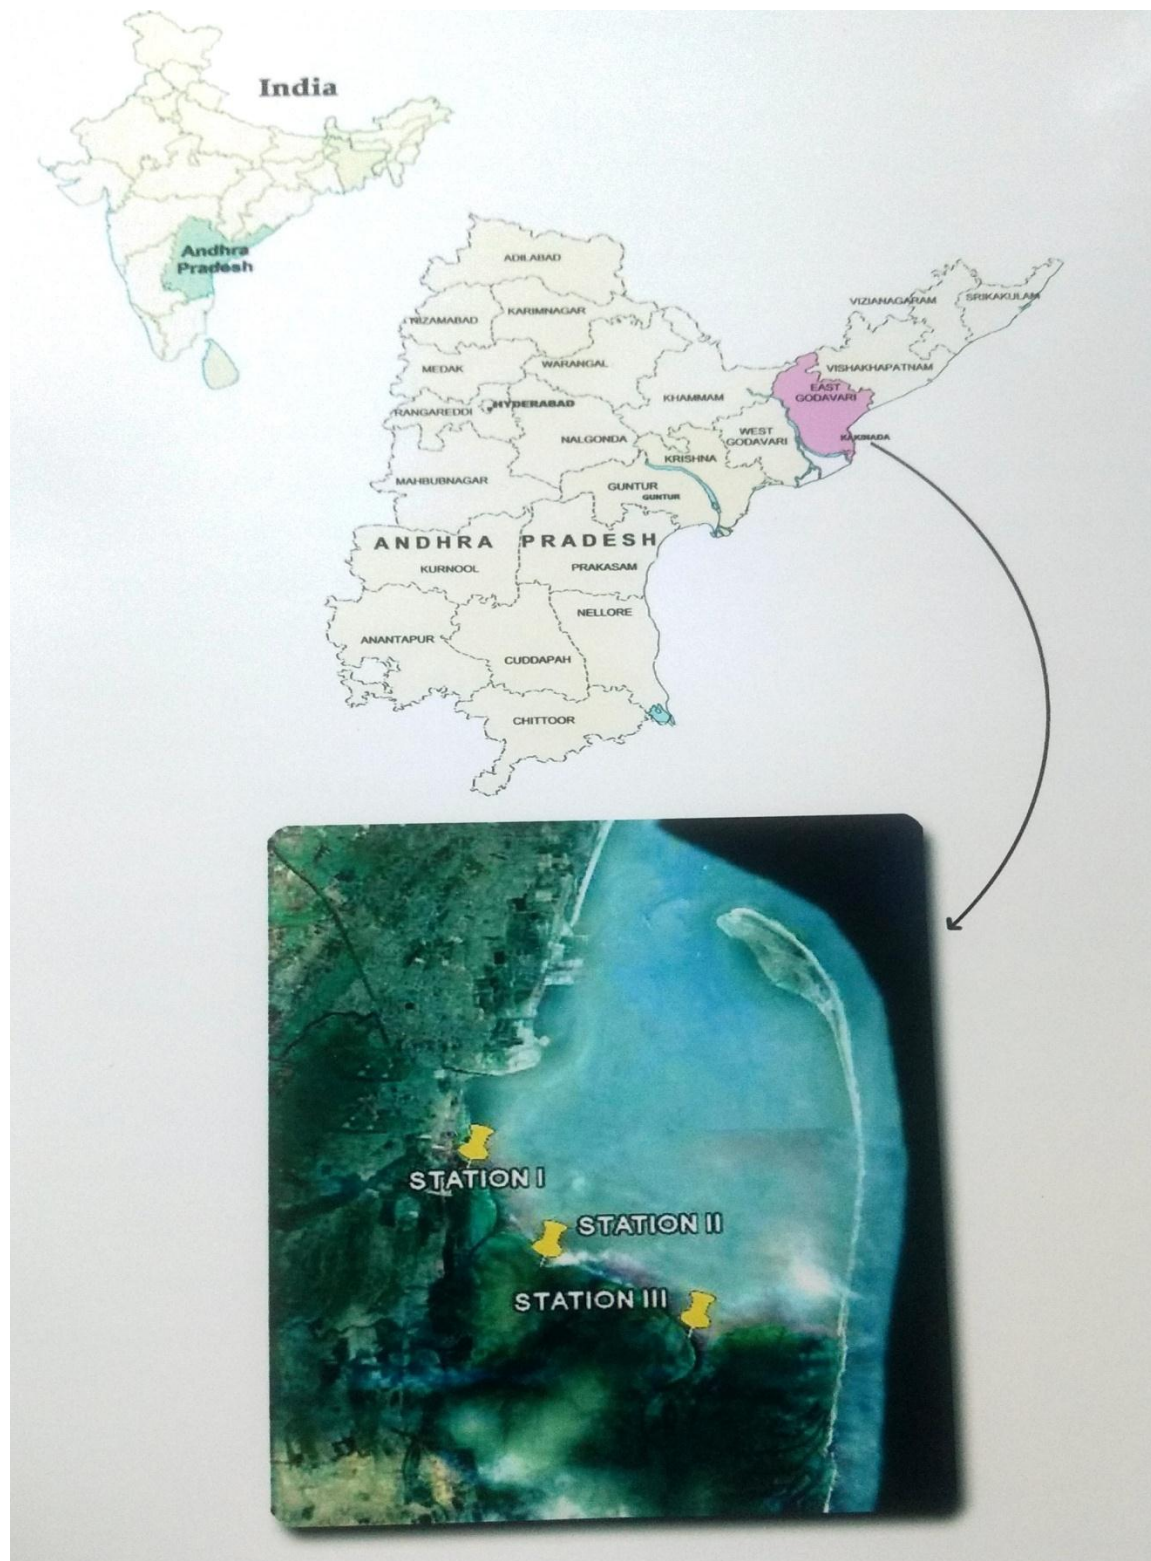 India
Andhra
Pradesh
ADILABAD
NIZAMABAD
KARIMNAGAR
VIZIANAGARAM
SRIKAKULAM
MEDAK
WARANGAL
VISHAKHAPATNAM
KHAMMAM
EAST
GODAVARI
RANGAREDDI
HYDERABAD
NALGONDA
WEST
GODAVARI
KAKINADA
KRISHNA
MAHBUBNAGAR
GUNTUR
GUNTUR
ANDHRA PRADESH
KURNOOL
PRAKASAM
NELLORE
ANANTAPUR
CUDDAPAH
CHITTOOR
STATION I
STATION II
STATION III